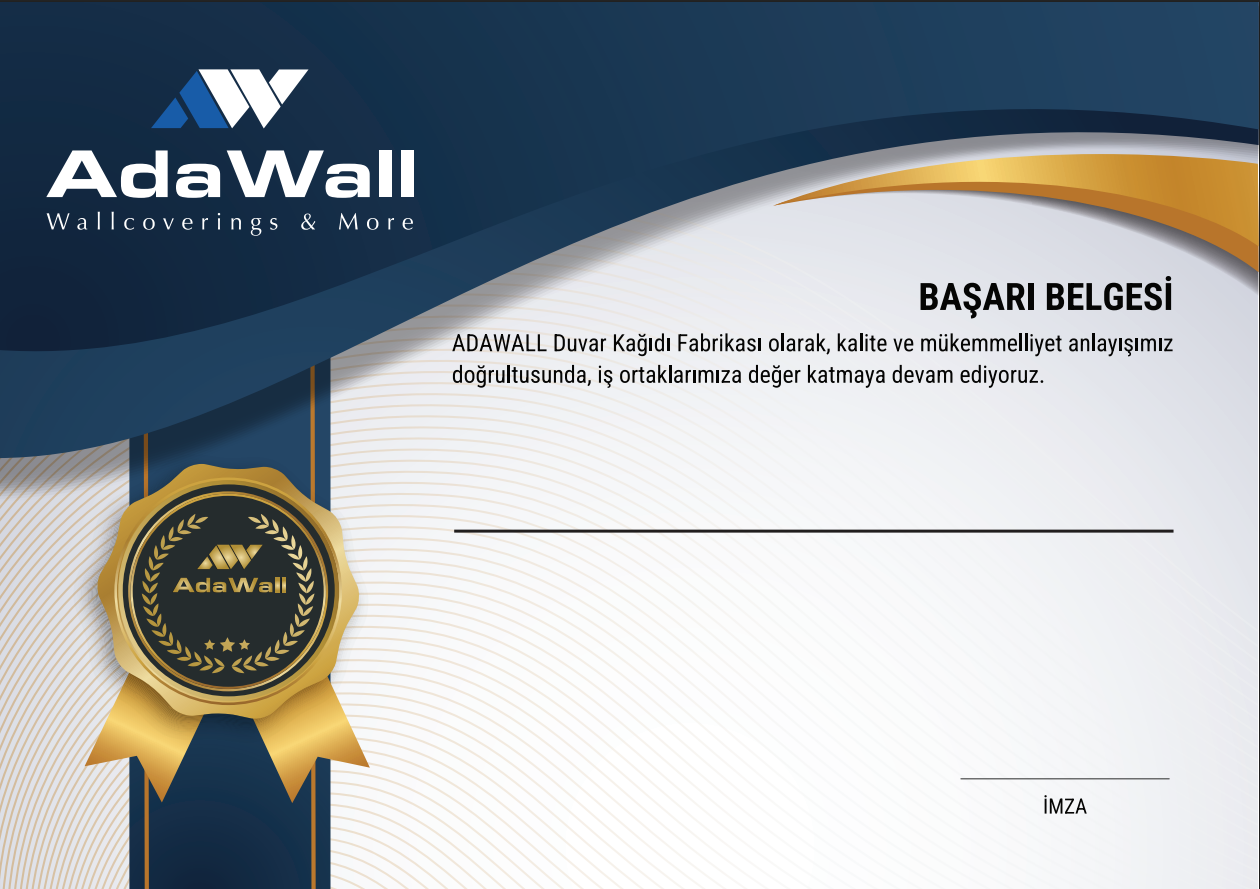 AdaWall
Wallcoverings & More
BAŞARI BELGESİ
ADAWALL Duvar Kağıdı Fabrikası olarak, kalite ve mükemmelliyet anlayışımız
doğrultusunda, iş ortaklarımıza değer katmaya devam ediyoruz.
AdaWall
İMZA